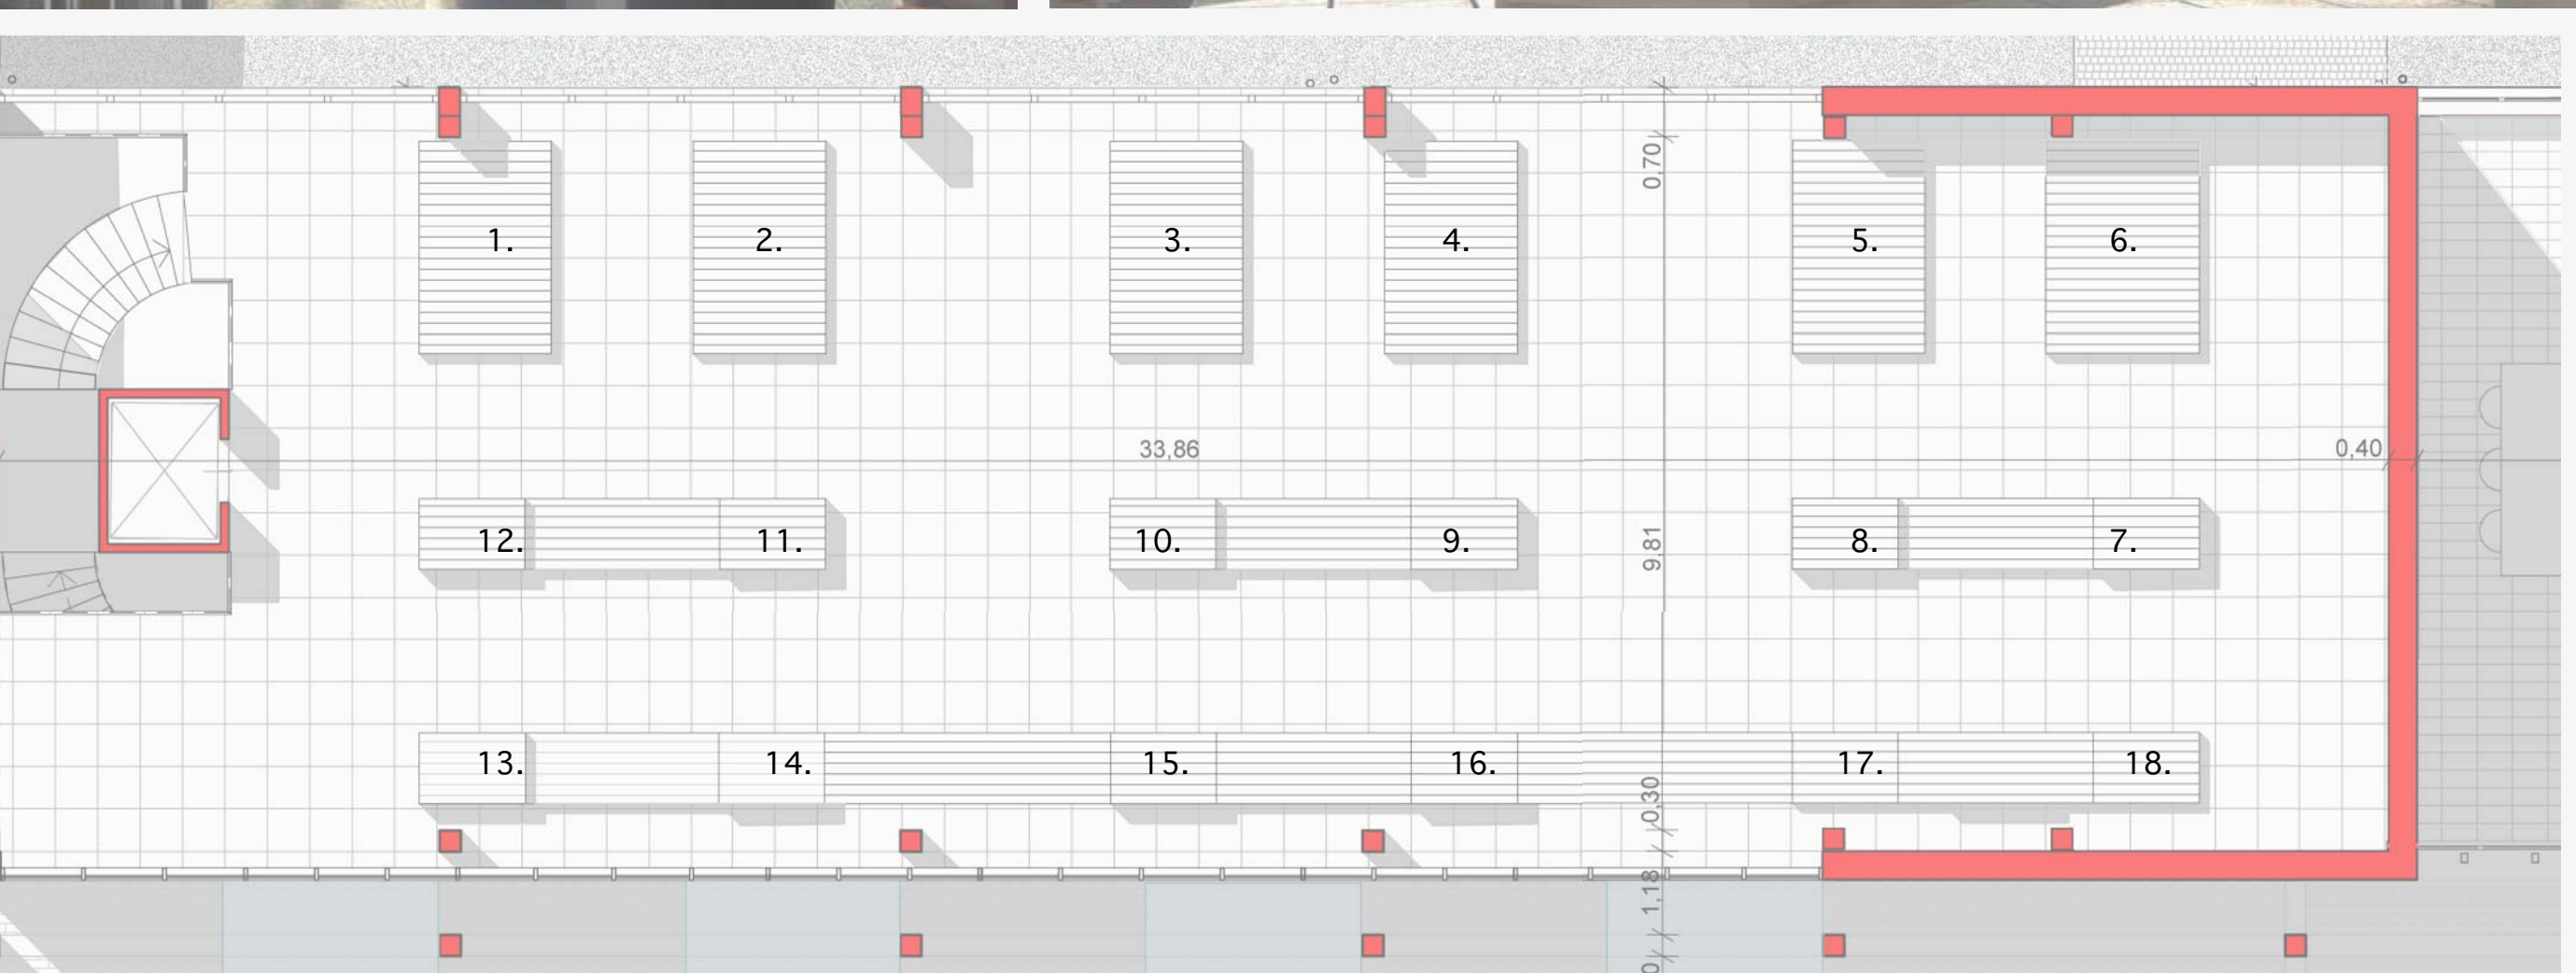 0,70
1. 2. 3. 4. 5. 6.
33,86 0,40
9,81
12. 11. 10. 9. 8. 7.
13. 14. 15. 16. 17. 18.
0,30
1,18